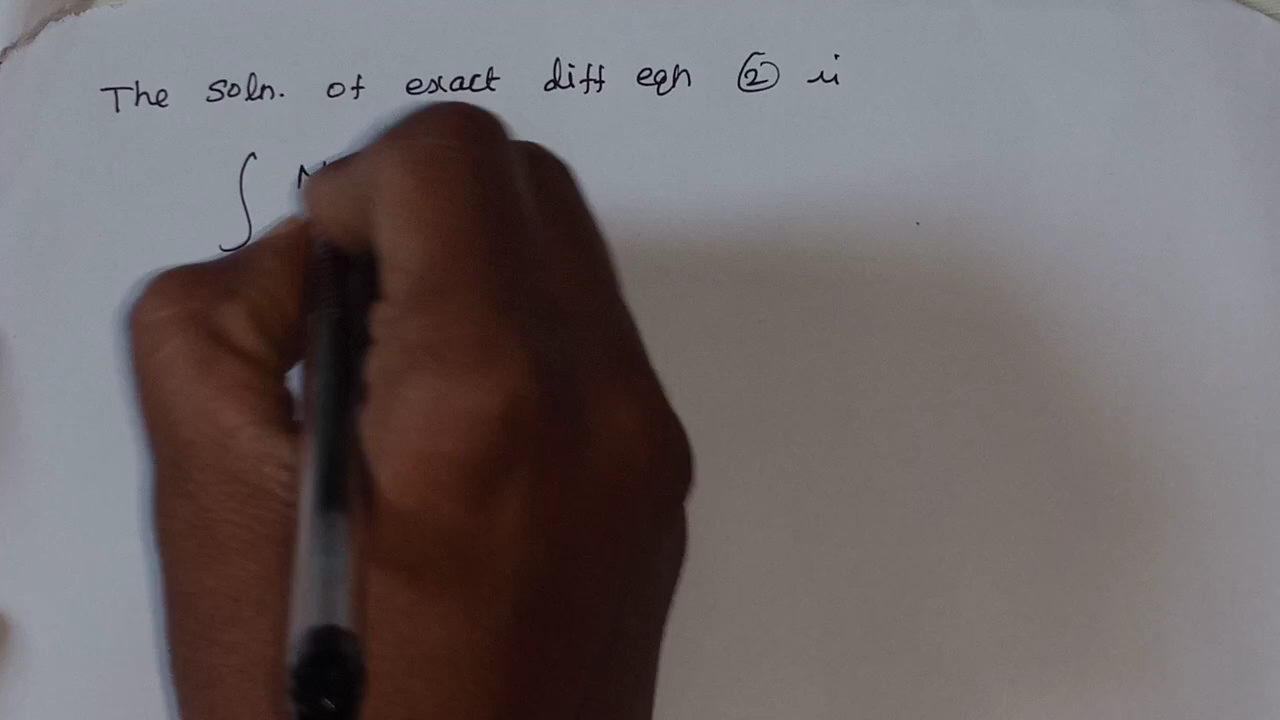 The soln. of exact diff eqn ② is
∫